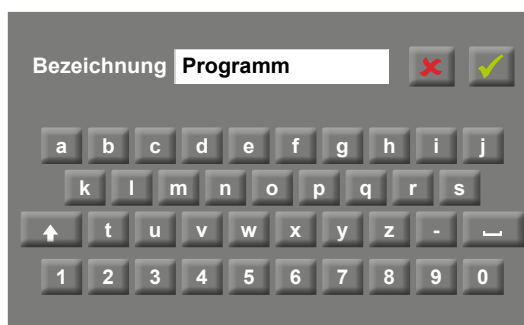 Bezeichnung Programm
a b c d e f g h i j
k l m n o p q r s
t u v w x y z -
1 2 3 4 5 6 7 8 9 0